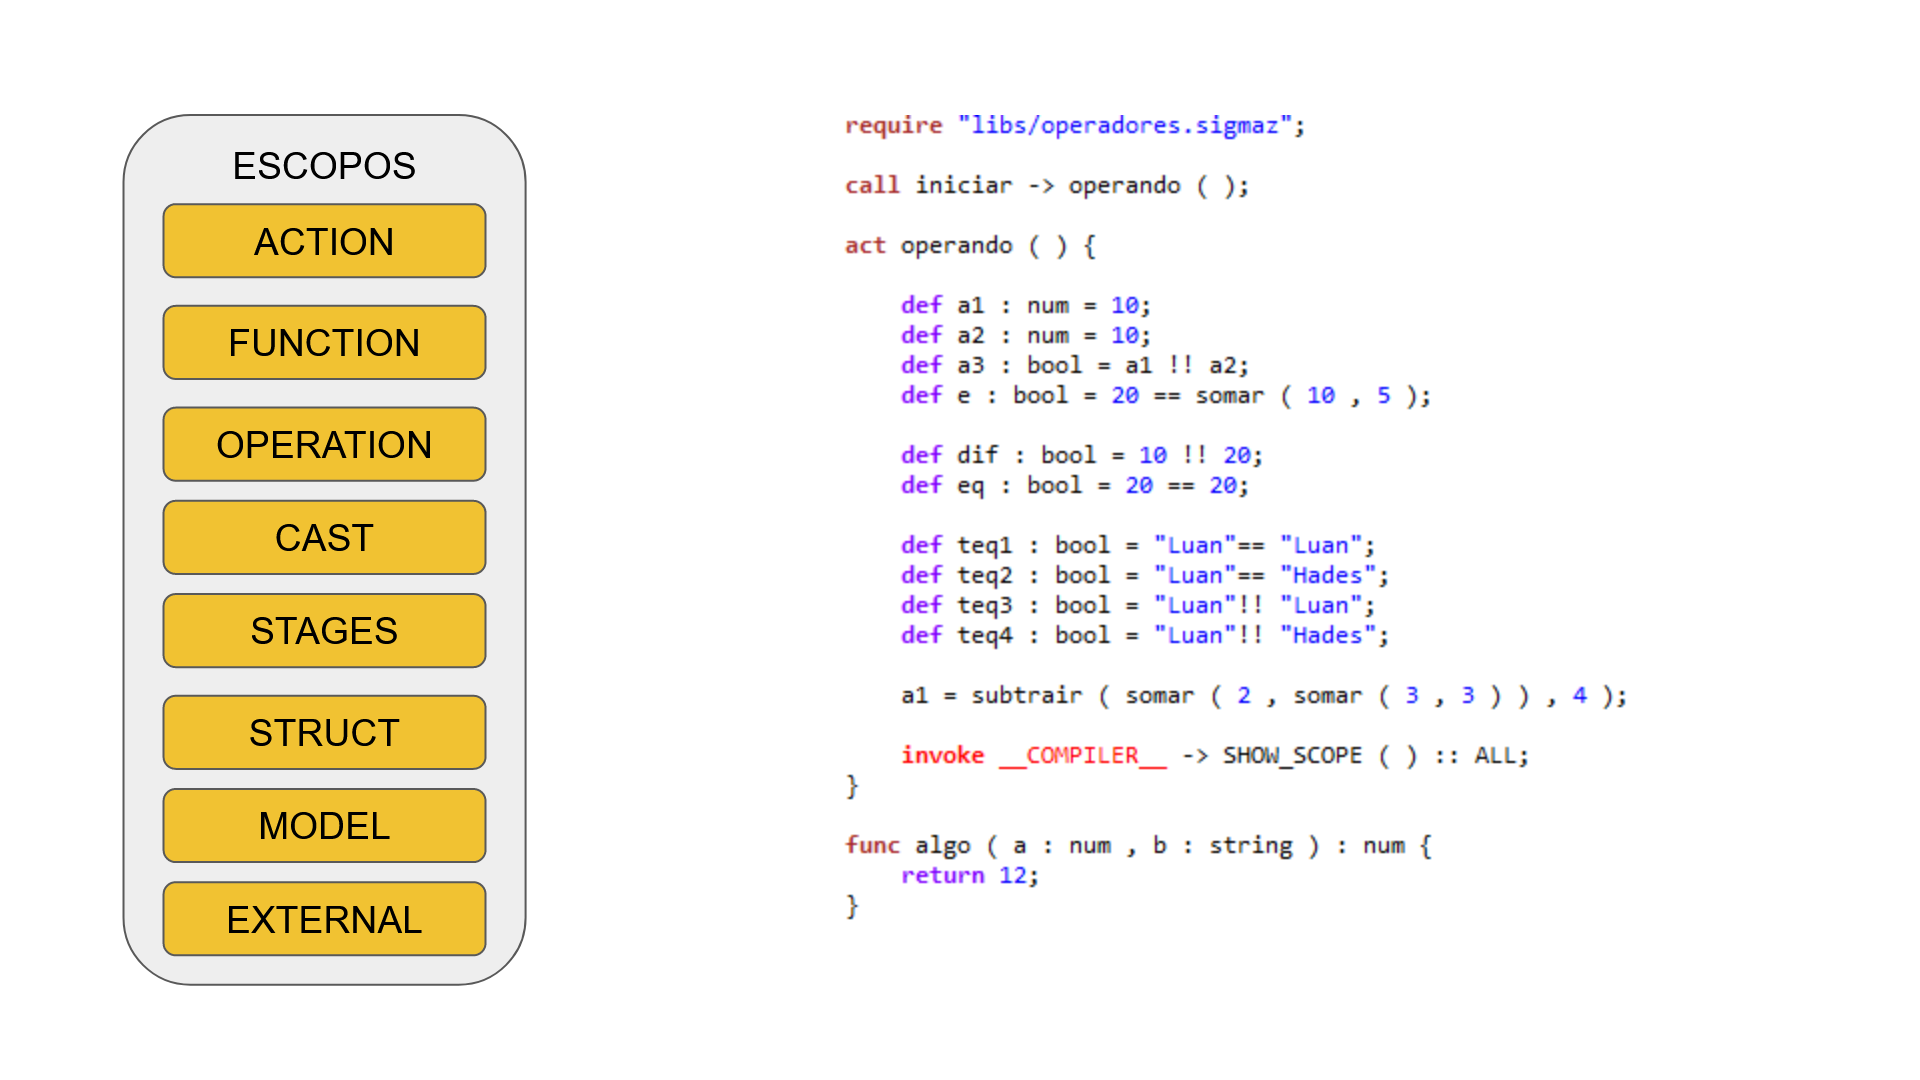 ESCOPOS
ACTION
FUNCTION
OPERATION
CAST
STAGES
STRUCT
MODEL
EXTERNAL
require "libs/operadores.sigmaz";
call iniciar -> operando ( );
act operando ( ) {
def a1 : num = 10;
def a2 : num = 10;
def a3 : bool = a1 !! a2;
def e : bool = 20 == somar ( 10 , 5 );
def dif : bool = 10 !! 20;
def eq : bool = 20 == 20;
def teq1 : bool = "Luan"== "Luan";
def teq2 : bool = "Luan"== "Hades";
def teq3 : bool = "Luan"!! "Luan";
def teq4 : bool = "Luan"!! "Hades";
a1 = subtrair ( somar ( 2 , somar ( 3 , 3 ) ) , 4 );
invoke __COMPILER__ -> SHOW_SCOPE ( ) :: ALL;
}
func algo ( a : num , b : string ) : num {
return 12;
}